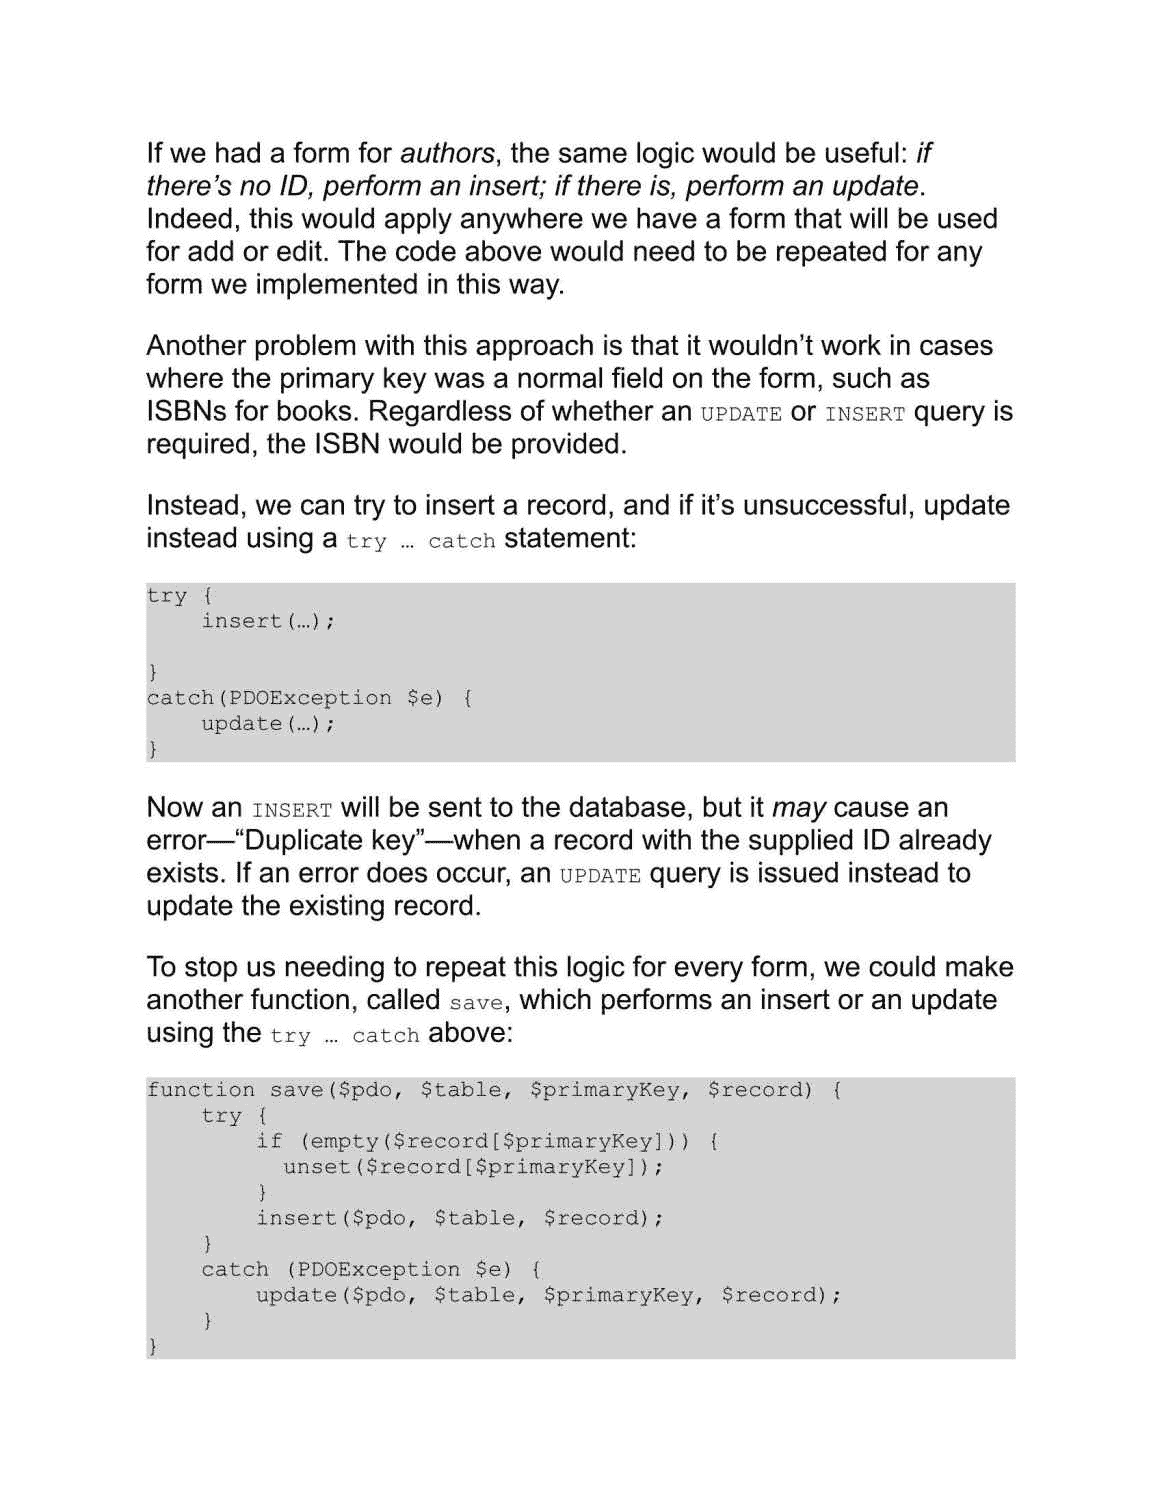 If we had a form for authors, the same logic would be useful: if
there’s no ID, perform an insert; if there is, perform an update.
Indeed, this would apply anywhere we have a form that will be used
for add or edit. The code above would need to be repeated for any
form we implemented in this way.
Another problem with this approach is that it wouldn’t work in cases
where the primary key was a normal field on the form, such as
ISBNs for books. Regardless of whether an UPDATE or INSERT query is
required, the ISBN would be provided.
Instead, we can try to insert a record, and if it’s unsuccessful, update
instead using a try … catch statement:
try {
    insert(…);
}
catch(PDOException $e) {
    update(…);
}
Now an INSERT will be sent to the database, but it may cause an
error—“Duplicate key”—when a record with the supplied ID already
exists. If an error does occur, an UPDATE query is issued instead to
update the existing record.
To stop us needing to repeat this logic for every form, we could make
another function, called save, which performs an insert or an update
using the try … catch above:
function save($pdo, $table, $primaryKey, $record) {
    try {
        if (empty($record[$primaryKey])) {
          unset($record[$primaryKey]);
        }
        insert($pdo, $table, $record);
    }
    catch (PDOException $e) {
        update($pdo, $table, $primaryKey, $record);
    }
}